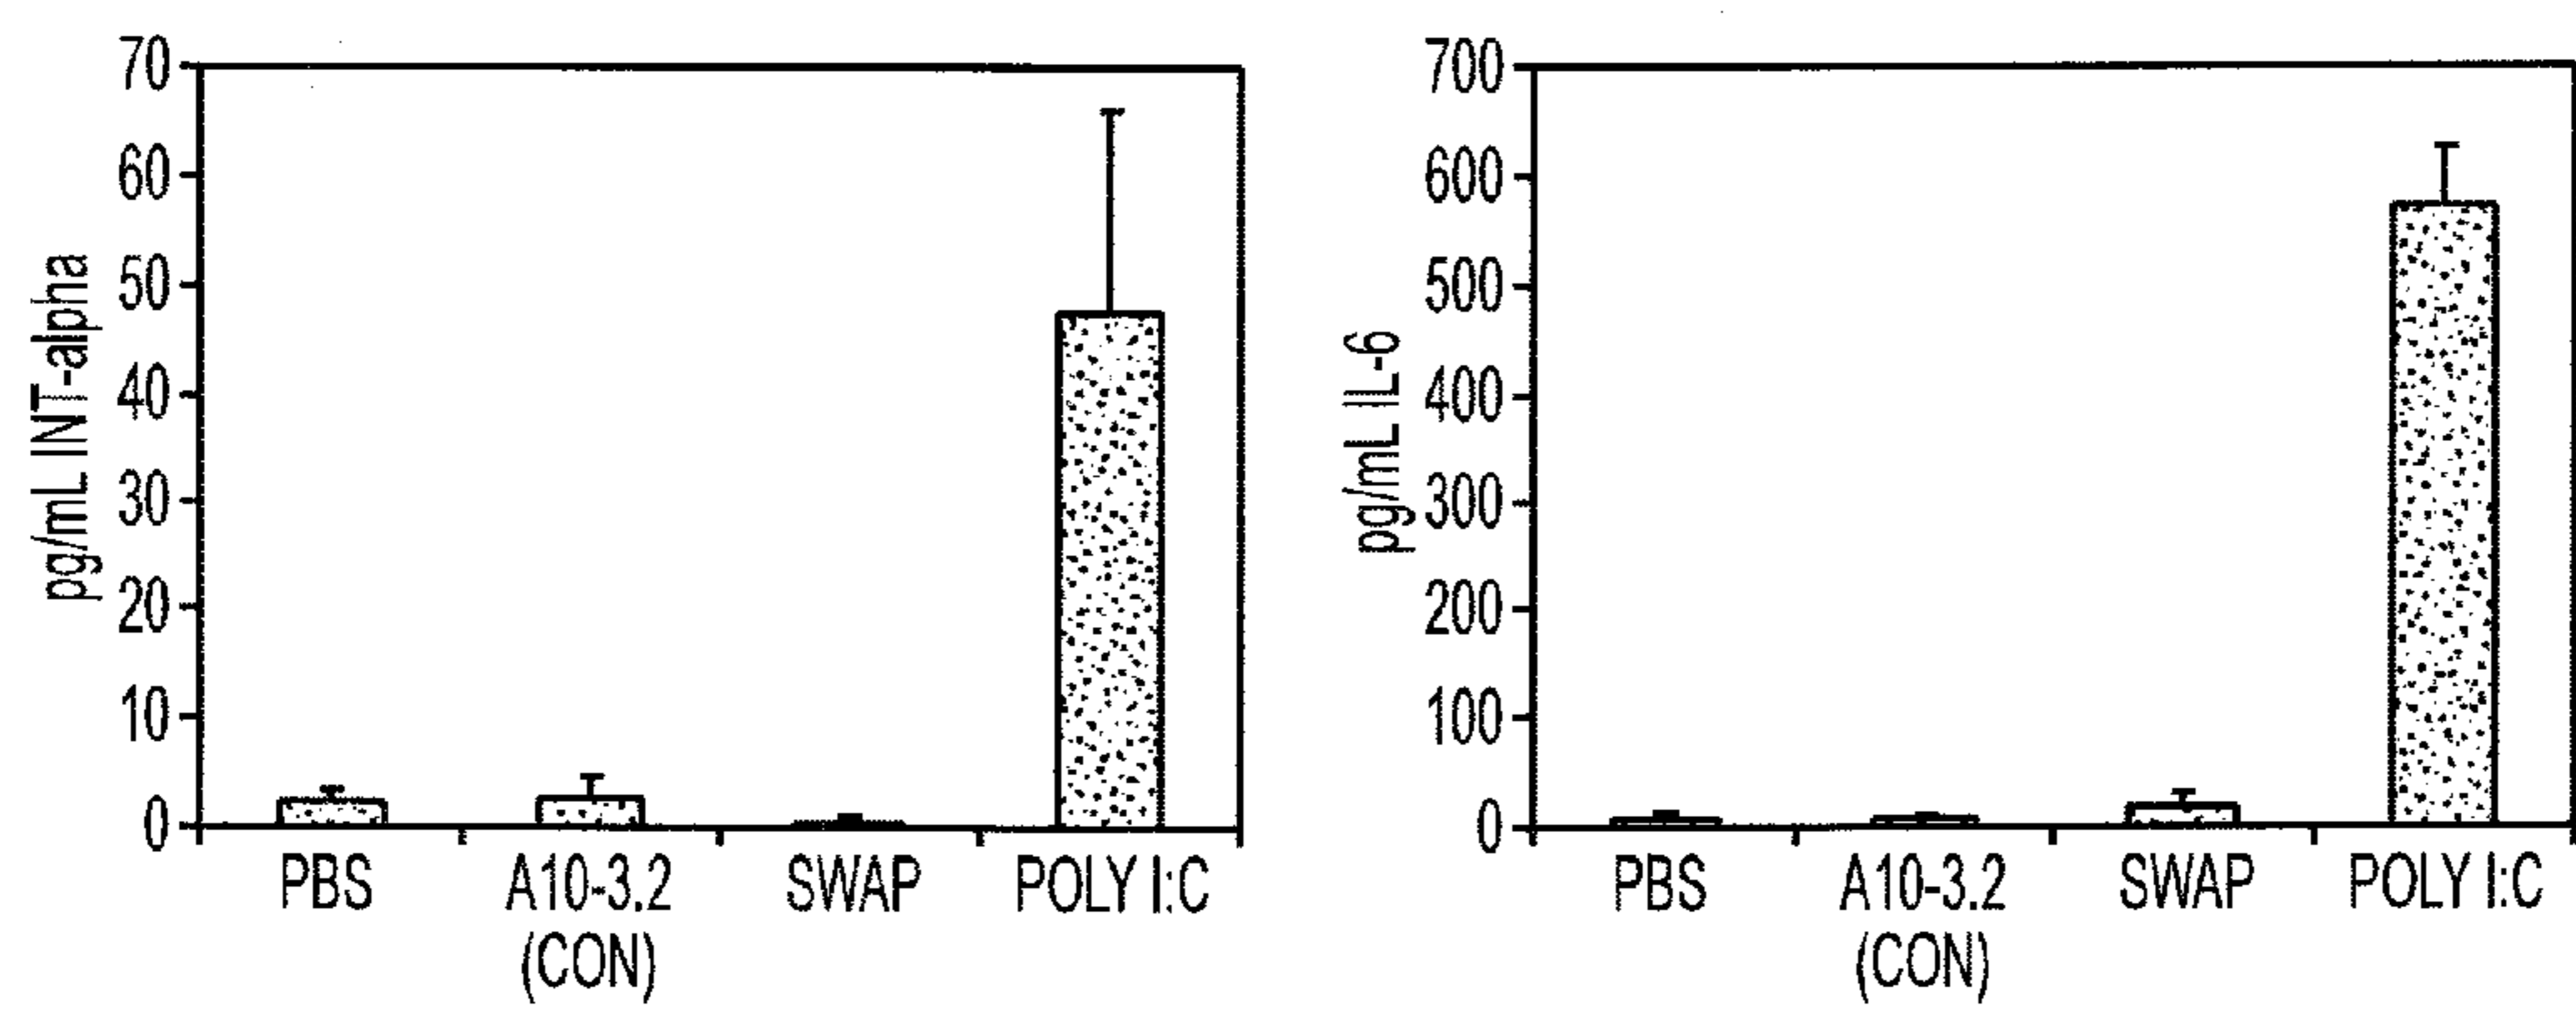 pg/mL INT-alpha
70
60
50
40
30
20
10
0
PBS
A10-3.2
(CON)
SWAP
POLY I:C
pg/mL IL-6
700
600
500
400
300
200
100
0
PBS
A10-3.2
(CON)
SWAP
POLY I:C